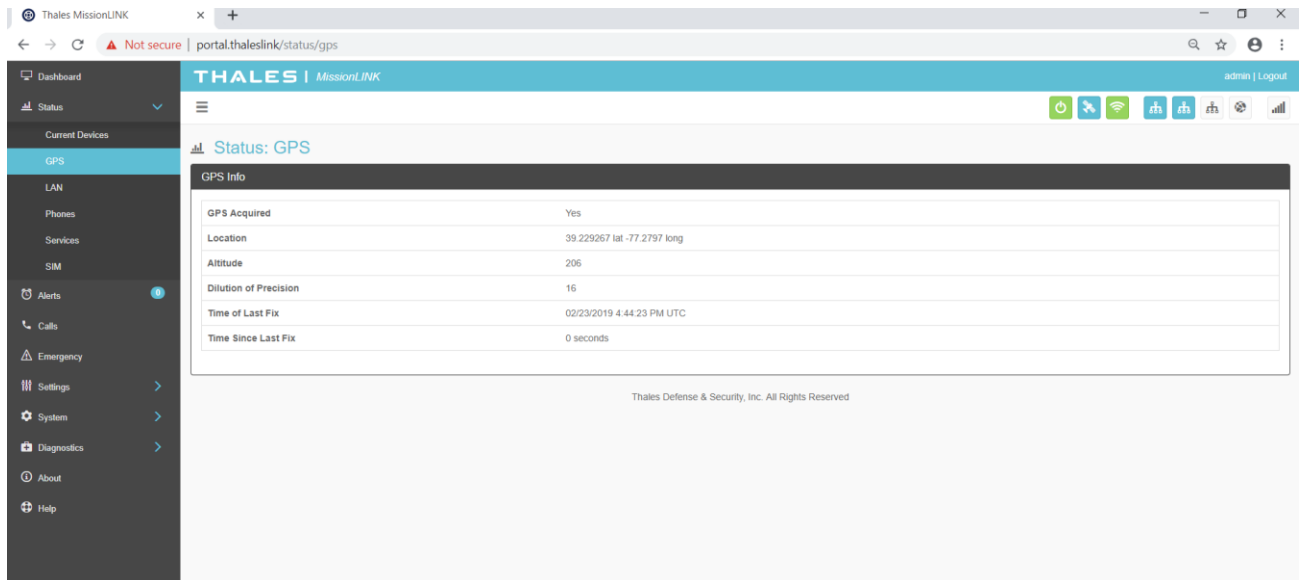 Thales MissionLINK
Not secure | portal.thaleslink/status/gps
Dashboard
Status
Current Devices
GPS
LAN
Phones
Services
SIM
Alerts 0
Calls
Emergency
Settings
System
Diagnostics
About
Help
THALES | MissionLINK
admin | Logout
Status: GPS
GPS Info
GPS Acquired Yes
Location 39.229267 lat -77.2797 long
Altitude 206
Dilution of Precision 16
Time of Last Fix 02/23/2019 4:44:23 PM UTC
Time Since Last Fix 0 seconds
Thales Defense & Security, Inc. All Rights Reserved